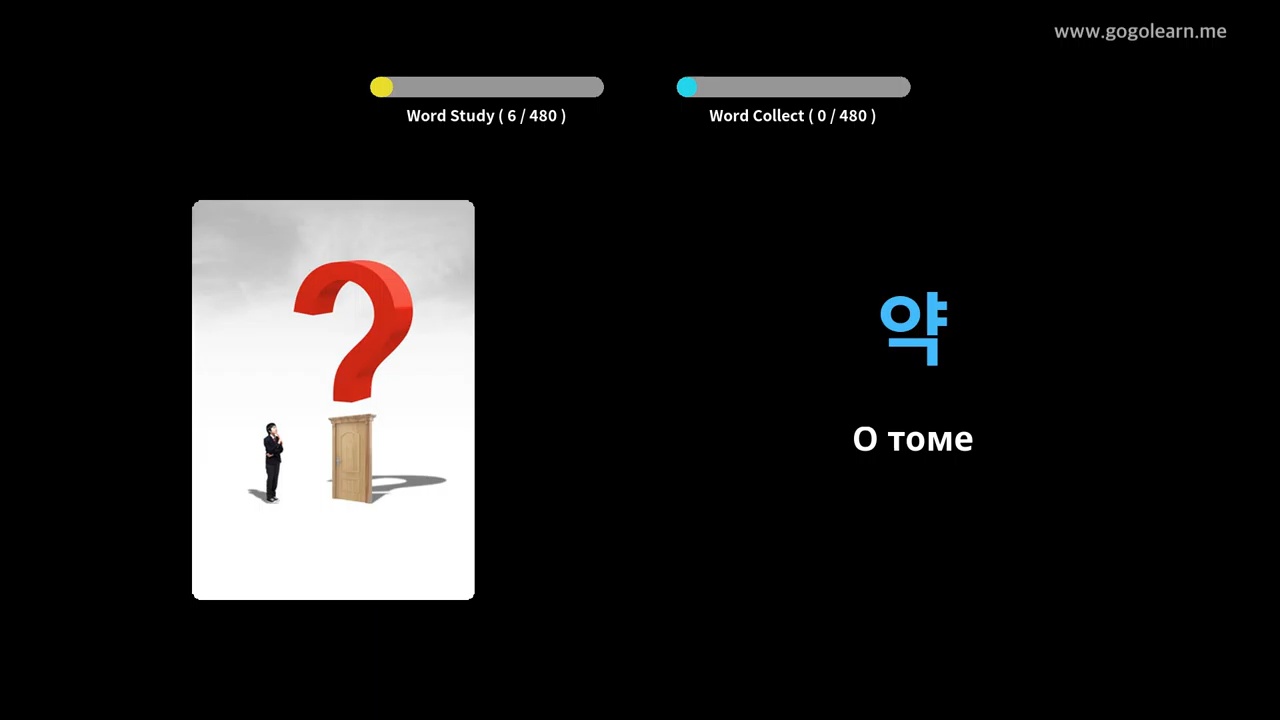 www.gogolearn.me
Word Study ( 6 / 480 )
Word Collect ( 0 / 480 )
약
О томе